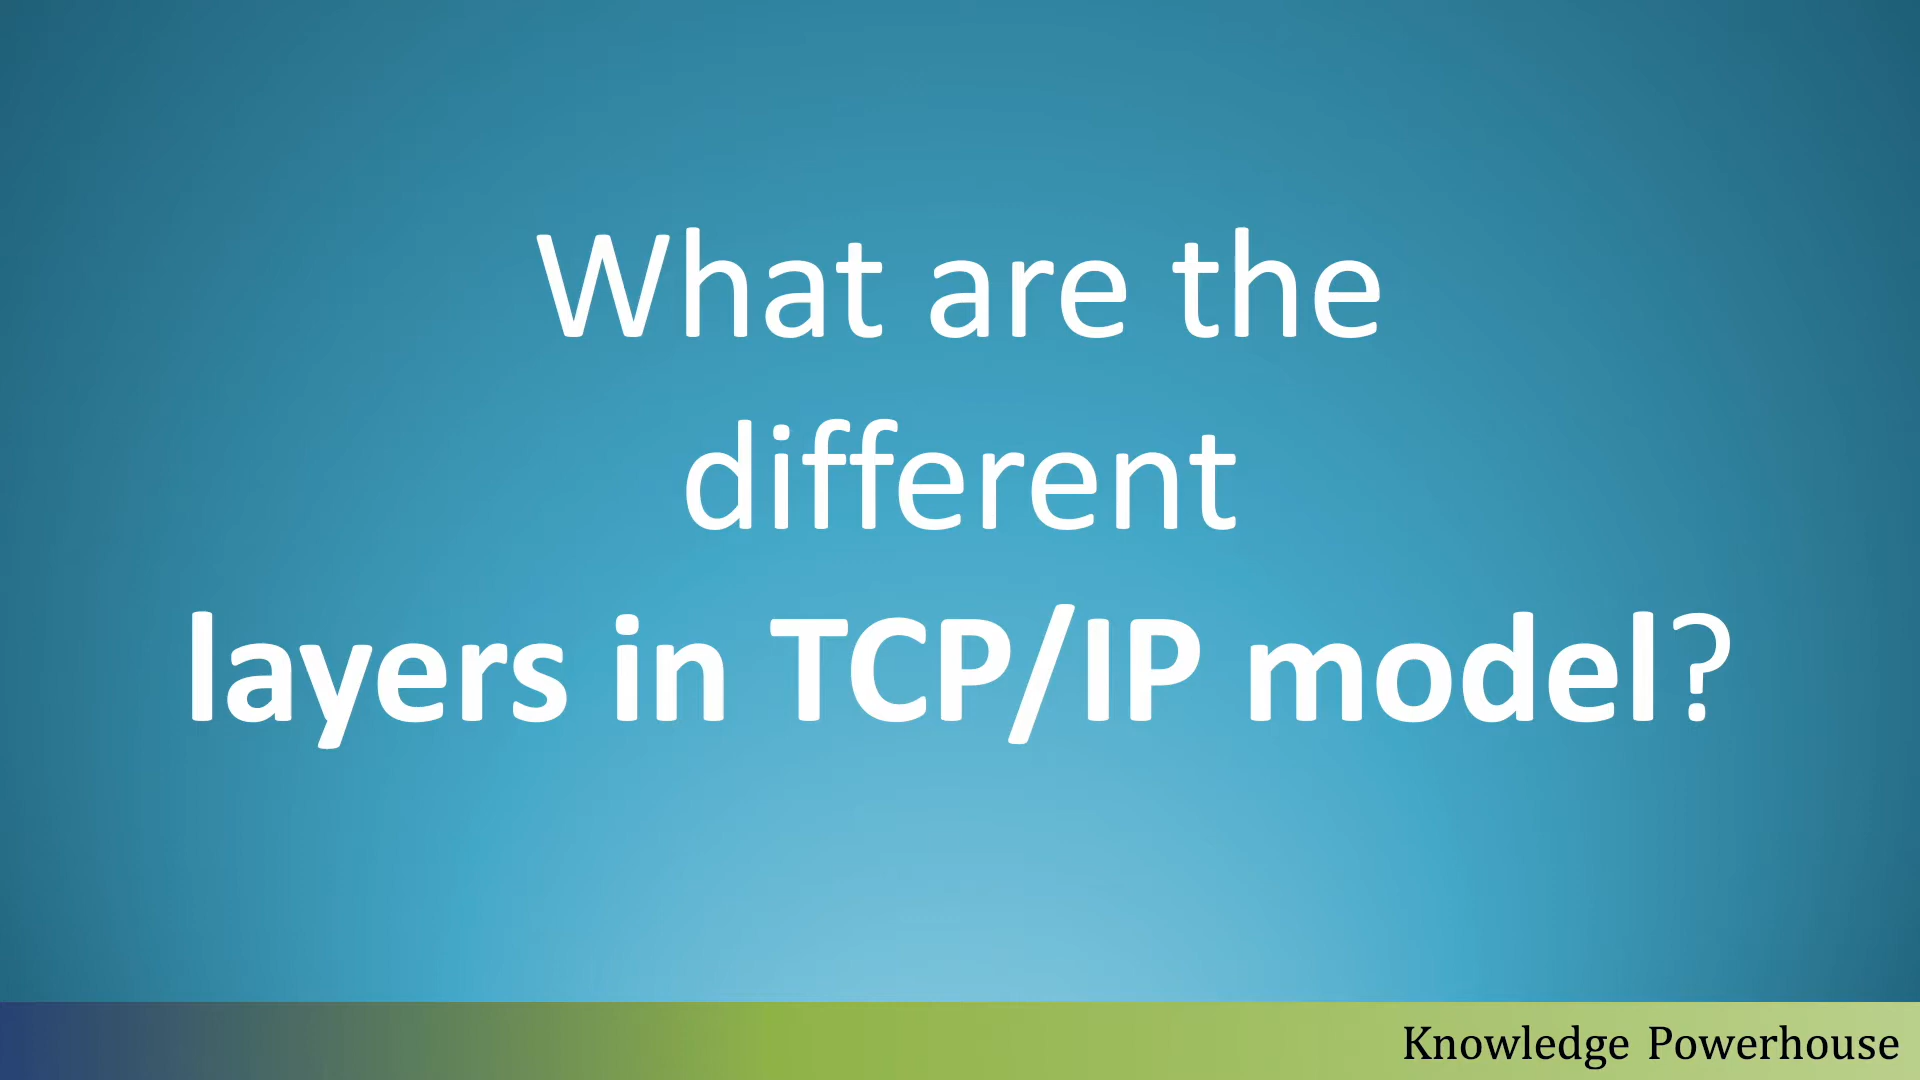 What are the
different
layers in TCP/IP model?
Knowledge Powerhouse